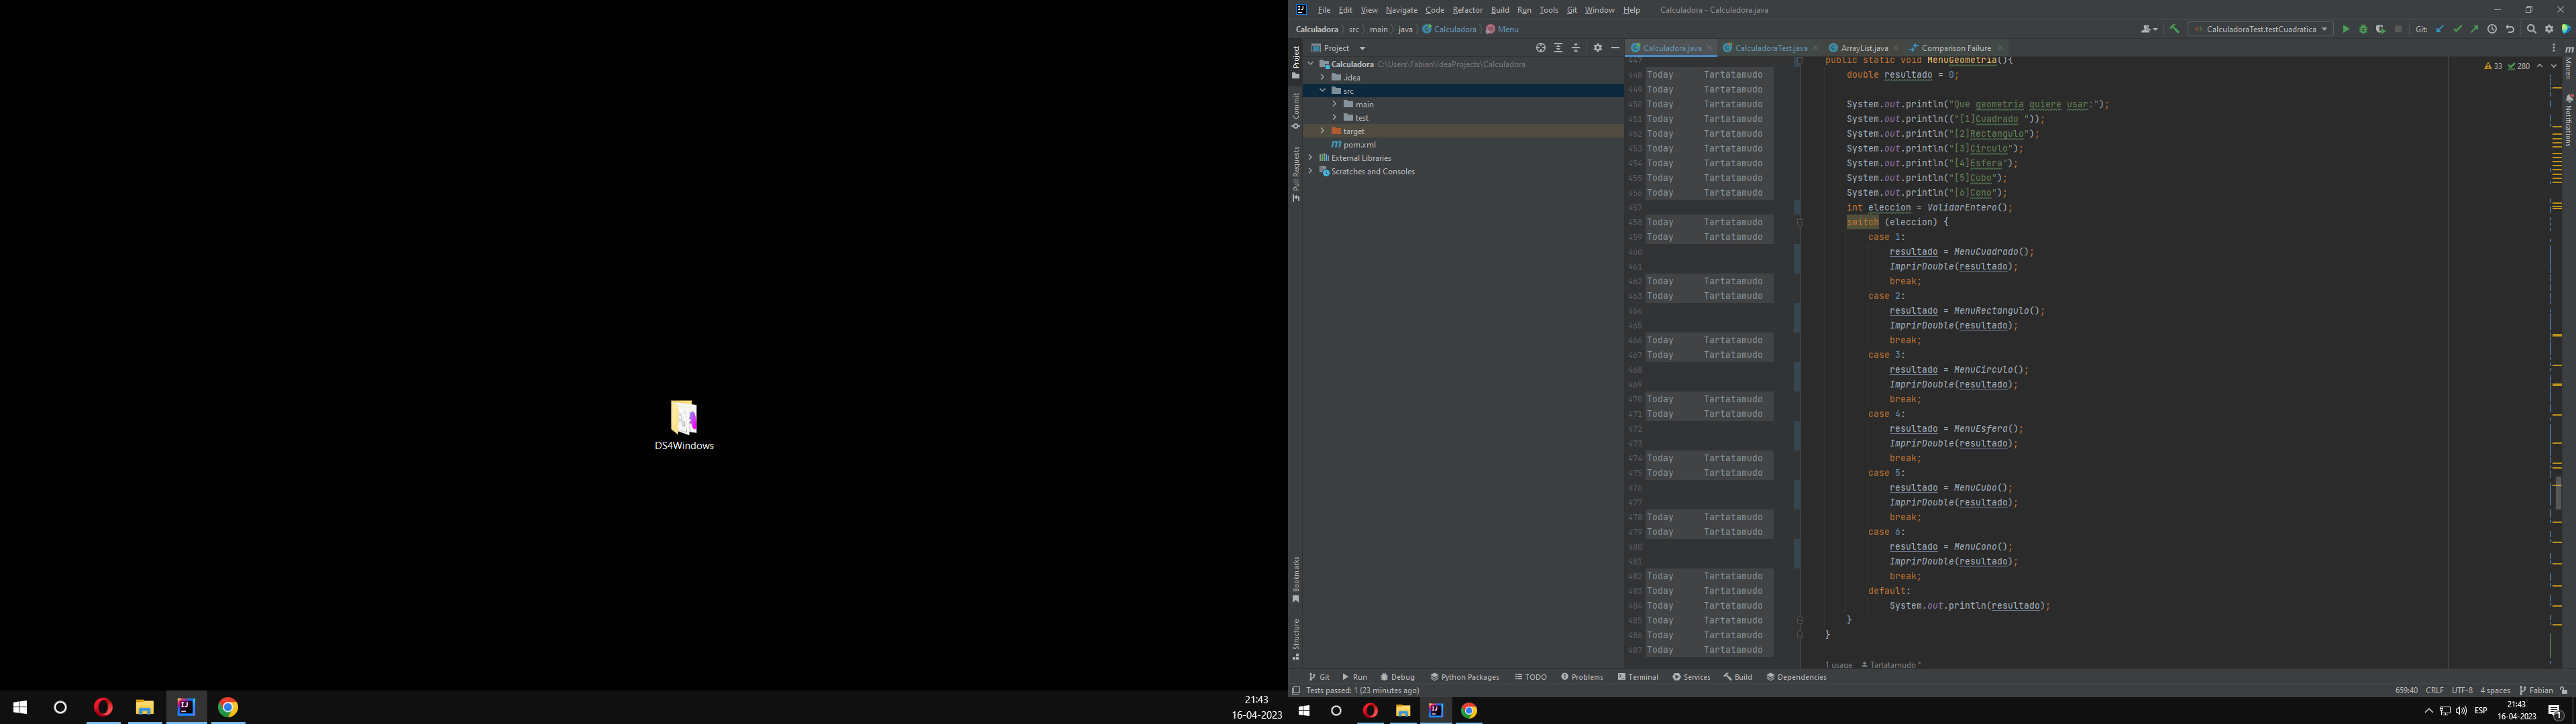 DS4Windows
21:43
16-04-2023
File Edit View Navigate Code Refactor Build Run Tools Git Window Help Calculadora - Calculadora.java
Calculadora src main java Calculadora Menu
CalculadoraTest.testCuadratica Git:
Project
Commit
Pull Requests
Bookmarks
Structure
Project
Calculadora C:\Users\Fabian\IdeaProjects\Calculadora
.idea
src
main
test
target
pom.xml
External Libraries
Scratches and Consoles
Calculadora.java CalculadoraTest.java ArrayList.java Comparison Failure
33 280
Maven
Notifications
447 public static void MenuGeometria(){
448 Today Tartatamudo double resultado = 0;
449 Today Tartatamudo
450 Today Tartatamudo System.out.println("Que geometria quiere usar:");
451 Today Tartatamudo System.out.println(("[1]Cuadrado "));
452 Today Tartatamudo System.out.println("[2]Rectangulo");
453 Today Tartatamudo System.out.println("[3]Circulo");
454 Today Tartatamudo System.out.println("[4]Esfera");
455 Today Tartatamudo System.out.println("[5]Cubo");
456 Today Tartatamudo System.out.println("[6]Cono");
457 int eleccion = ValidarEntero();
458 Today Tartatamudo switch (eleccion) {
459 Today Tartatamudo case 1:
460 resultado = MenuCuadrado();
461 ImprirDouble(resultado);
462 Today Tartatamudo break;
463 Today Tartatamudo case 2:
464 resultado = MenuRectangulo();
465 ImprirDouble(resultado);
466 Today Tartatamudo break;
467 Today Tartatamudo case 3:
468 resultado = MenuCirculo();
469 ImprirDouble(resultado);
470 Today Tartatamudo break;
471 Today Tartatamudo case 4:
472 resultado = MenuEsfera();
473 ImprirDouble(resultado);
474 Today Tartatamudo break;
475 Today Tartatamudo case 5:
476 resultado = MenuCubo();
477 ImprirDouble(resultado);
478 Today Tartatamudo break;
479 Today Tartatamudo case 6:
480 resultado = MenuCono();
481 ImprirDouble(resultado);
482 Today Tartatamudo break;
483 Today Tartatamudo default:
484 Today Tartatamudo System.out.println(resultado);
485 Today Tartatamudo }
486 Today Tartatamudo }
487 Today Tartatamudo
1 usage Tartatamudo *
Git Run Debug Python Packages TODO Problems Terminal Services Build Dependencies
Tests passed: 1 (23 minutes ago) 659:40 CRLF UTF-8 4 spaces Fabian
ESP 21:43
16-04-2023